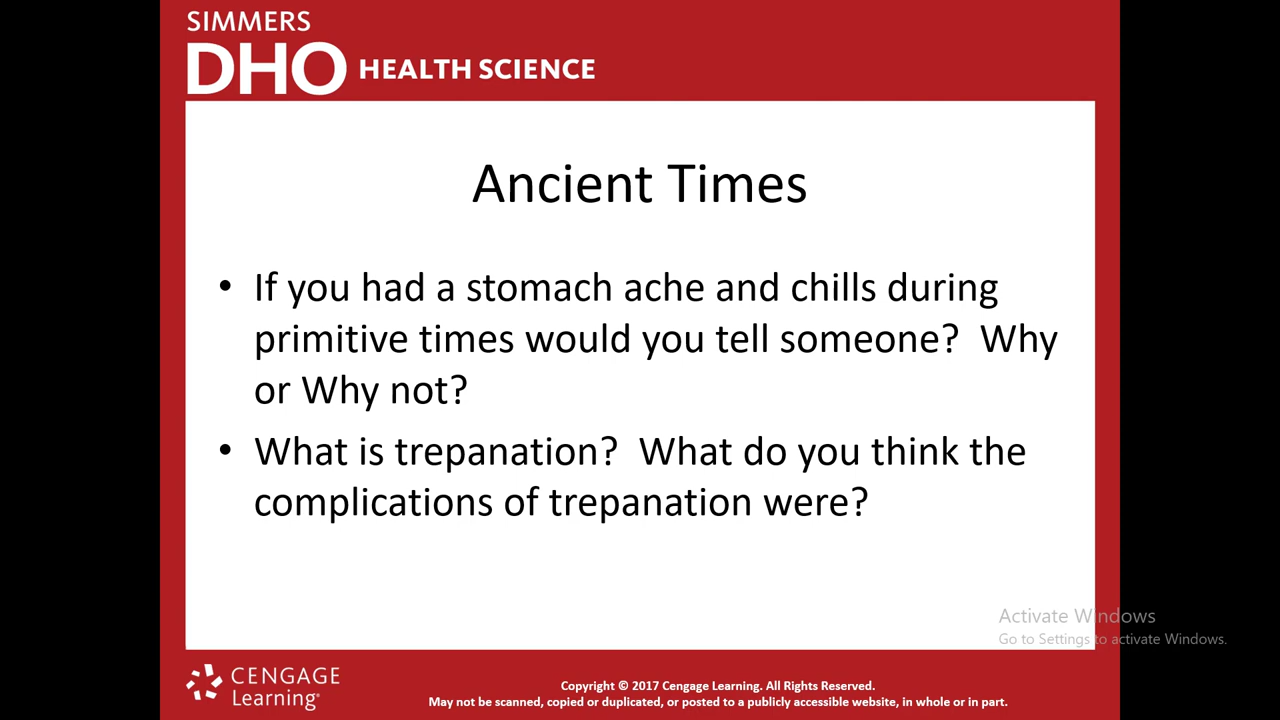 SIMMERS
DHO HEALTH SCIENCE
Ancient Times
• If you had a stomach ache and chills during
primitive times would you tell someone?  Why
or Why not?
• What is trepanation?  What do you think the
complications of trepanation were?
Activate Windows
Go to Settings to activate Windows.
CENGAGE
Learning®
Copyright © 2017 Cengage Learning. All Rights Reserved.
May not be scanned, copied or duplicated, or posted to a publicly accessible website, in whole or in part.